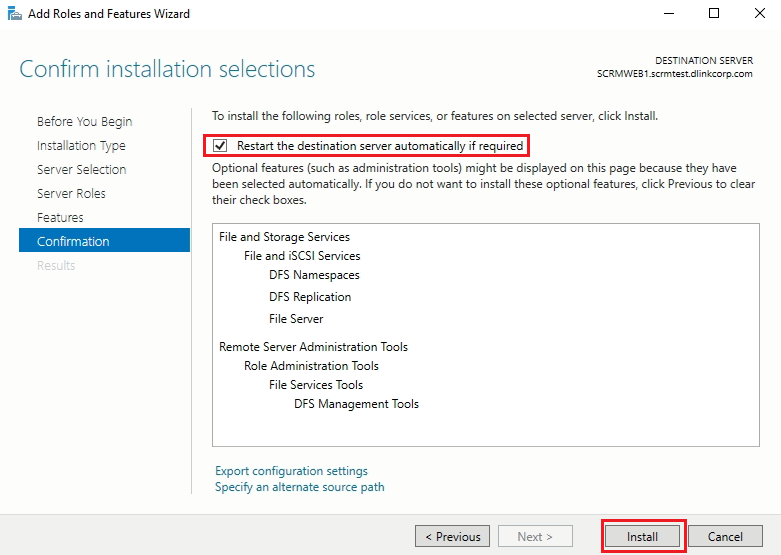 Add Roles and Features Wizard
Confirm installation selections
DESTINATION SERVER
SCRMWEB1.scrmtest.dlinkcorp.com
Before You Begin
Installation Type
Server Selection
Server Roles
Features
Confirmation
Results
To install the following roles, role services, or features on selected server, click Install.
Restart the destination server automatically if required
Optional features (such as administration tools) might be displayed on this page because they have
been selected automatically. If you do not want to install these optional features, click Previous to clear
their check boxes.
File and Storage Services
File and iSCSI Services
DFS Namespaces
DFS Replication
File Server
Remote Server Administration Tools
Role Administration Tools
File Services Tools
DFS Management Tools
Export configuration settings
Specify an alternate source path
< Previous
Next >
Install
Cancel